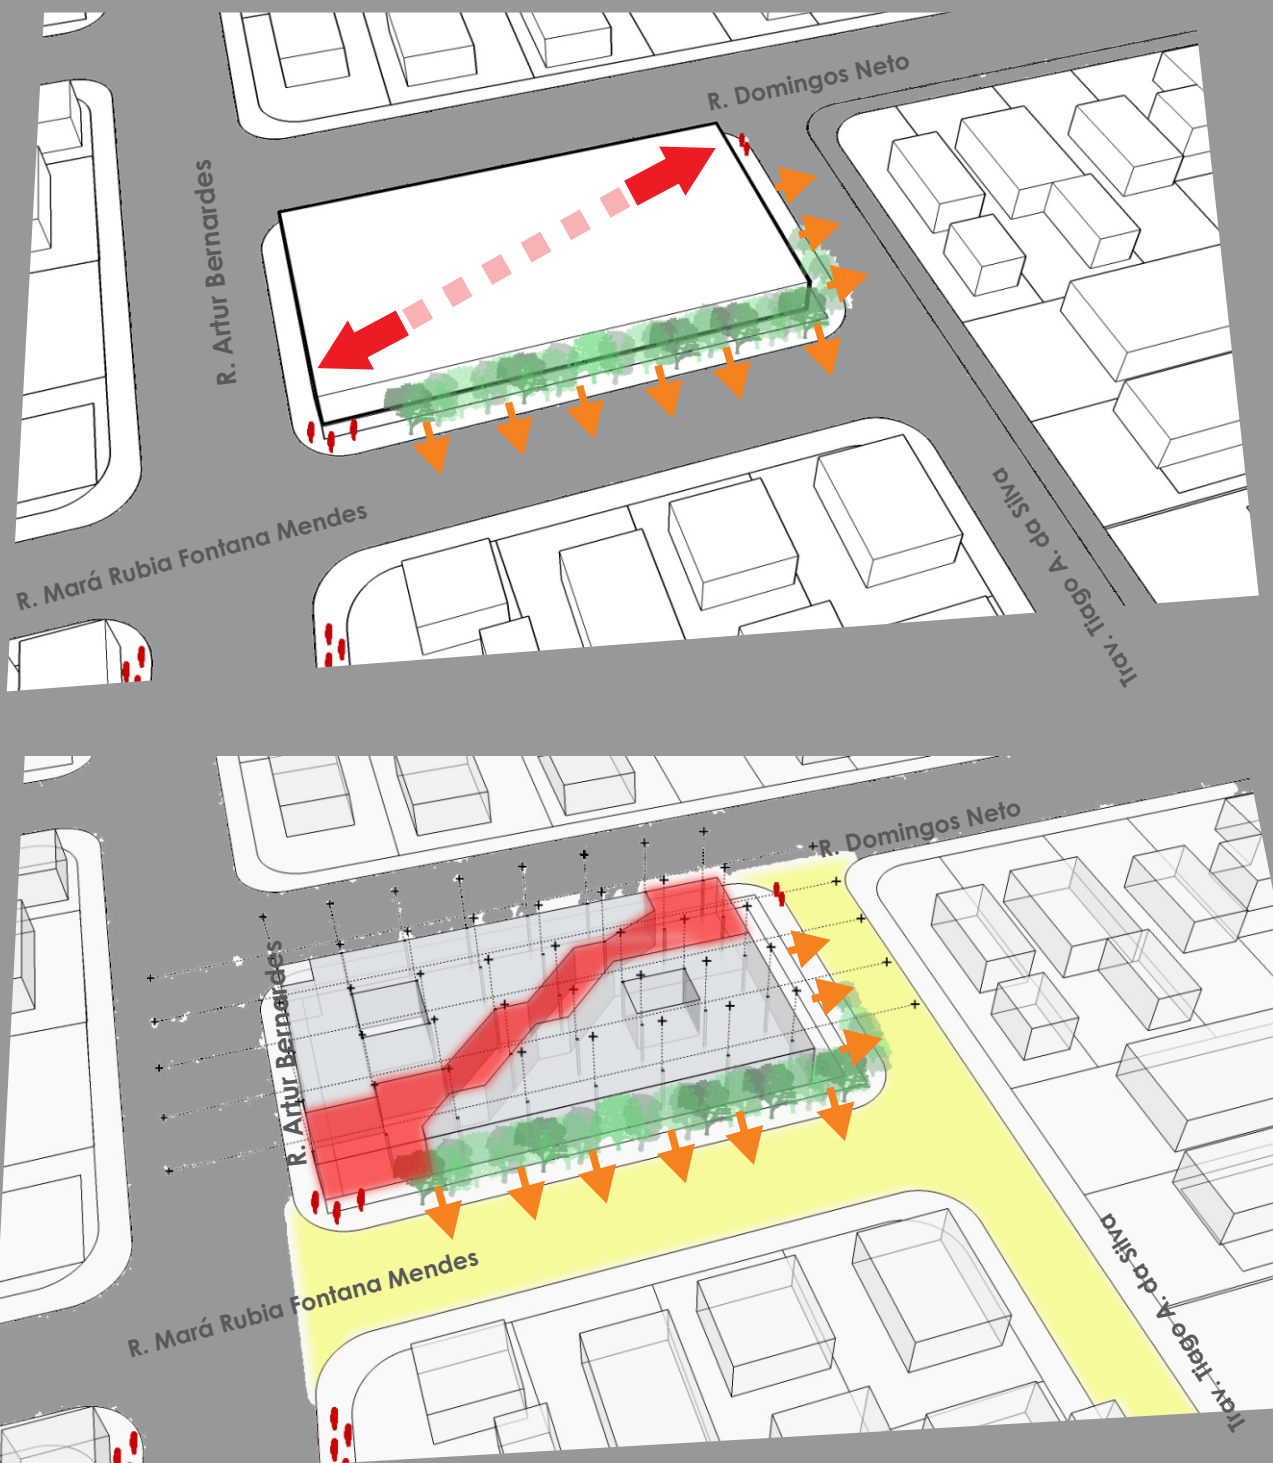 R. Domingos Neto
R. Artur Bernardes
R. Mará Rubia Fontana Mendes
Trav. Tiago A. da Silva
R. Domingos Neto
R. Artur Bernardes
R. Mará Rubia Fontana Mendes
Trav. Tiago A. da Silva